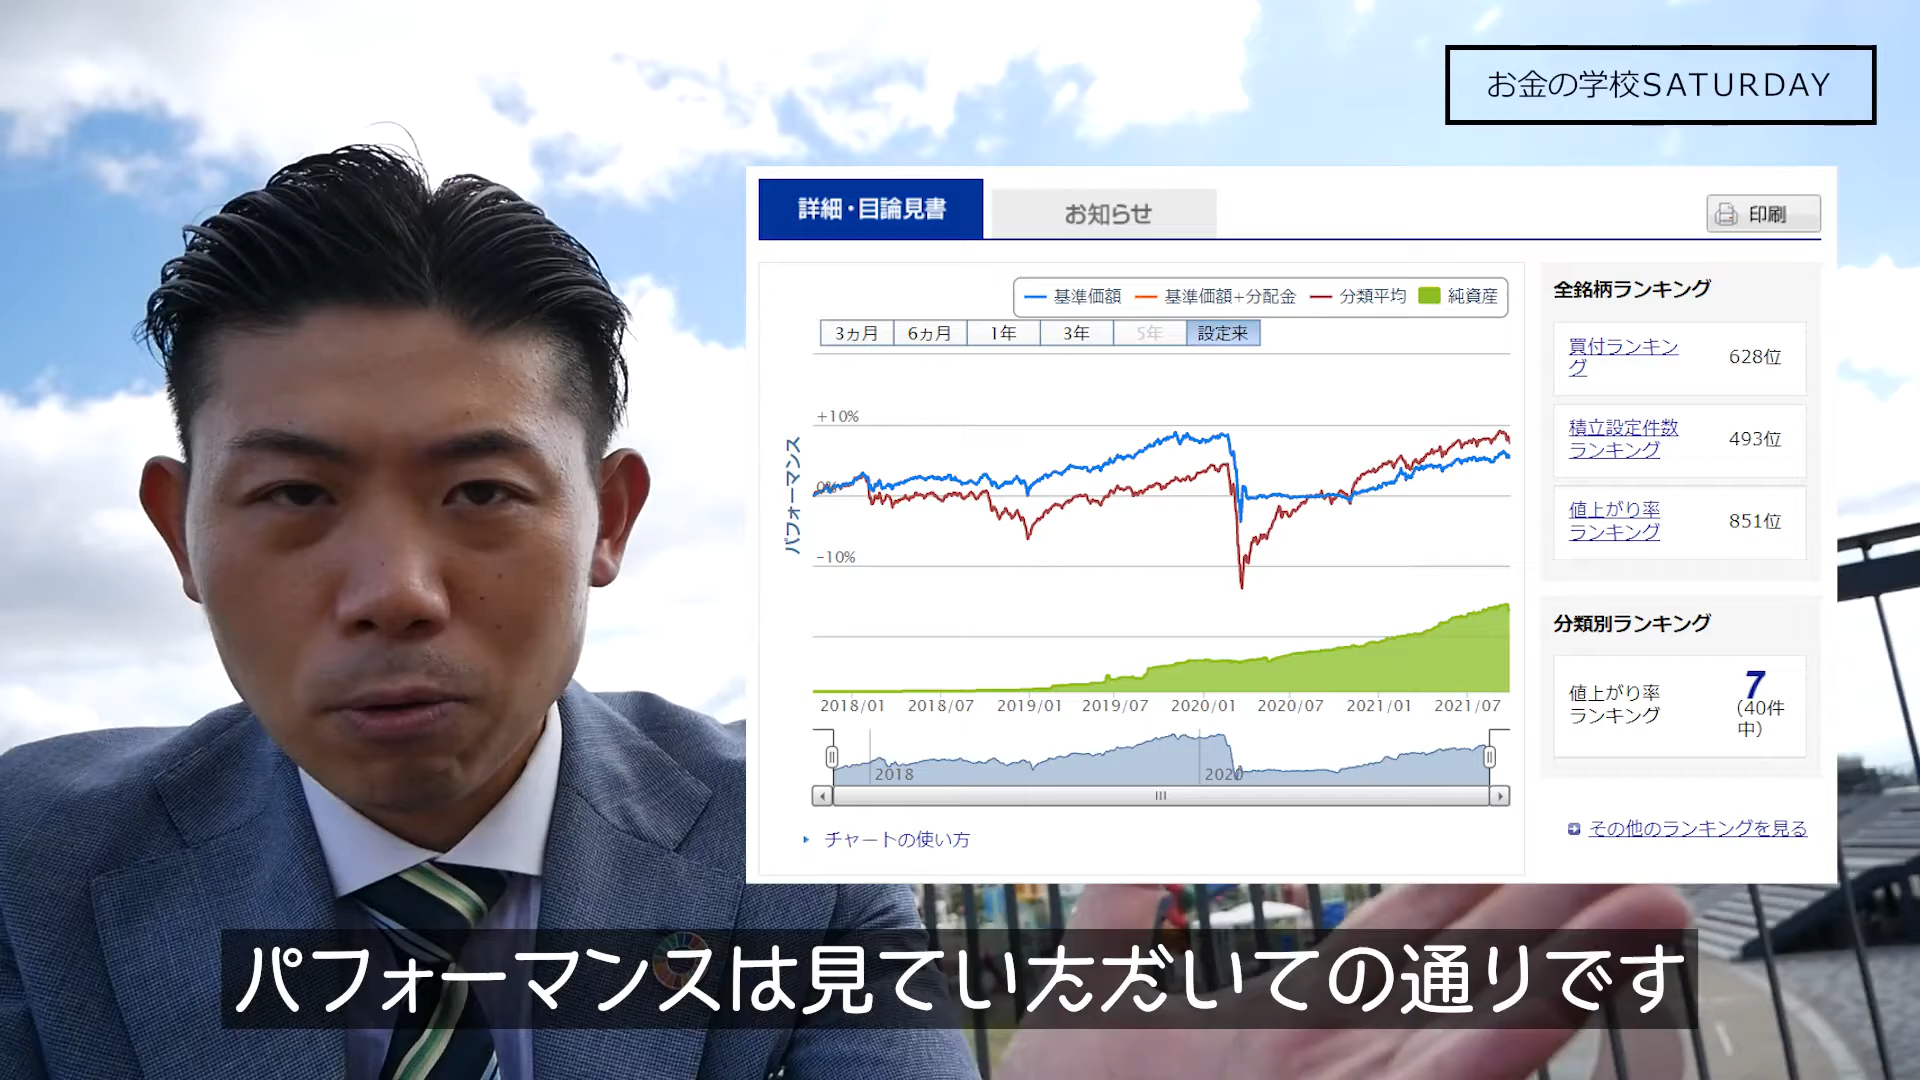 お金の学校SATURDAY
詳細・目論見書
お知らせ
印刷
基準価額 基準価額+分配金 分類平均 純資産
3ヵ月 6ヵ月 1年 3年 5年 設定来
+10%
0%
-10%
パフォーマンス
2018/01 2018/07 2019/01 2019/07 2020/01 2020/07 2021/01 2021/07
2018 2020
チャートの使い方
全銘柄ランキング
買付ランキン
グ
628位
積立設定件数
ランキング
493位
値上がり率
ランキング
851位
分類別ランキング
値上がり率
ランキング
7
(40件
中)
その他のランキングを見る
パフォーマンスは見ていただいての通りです